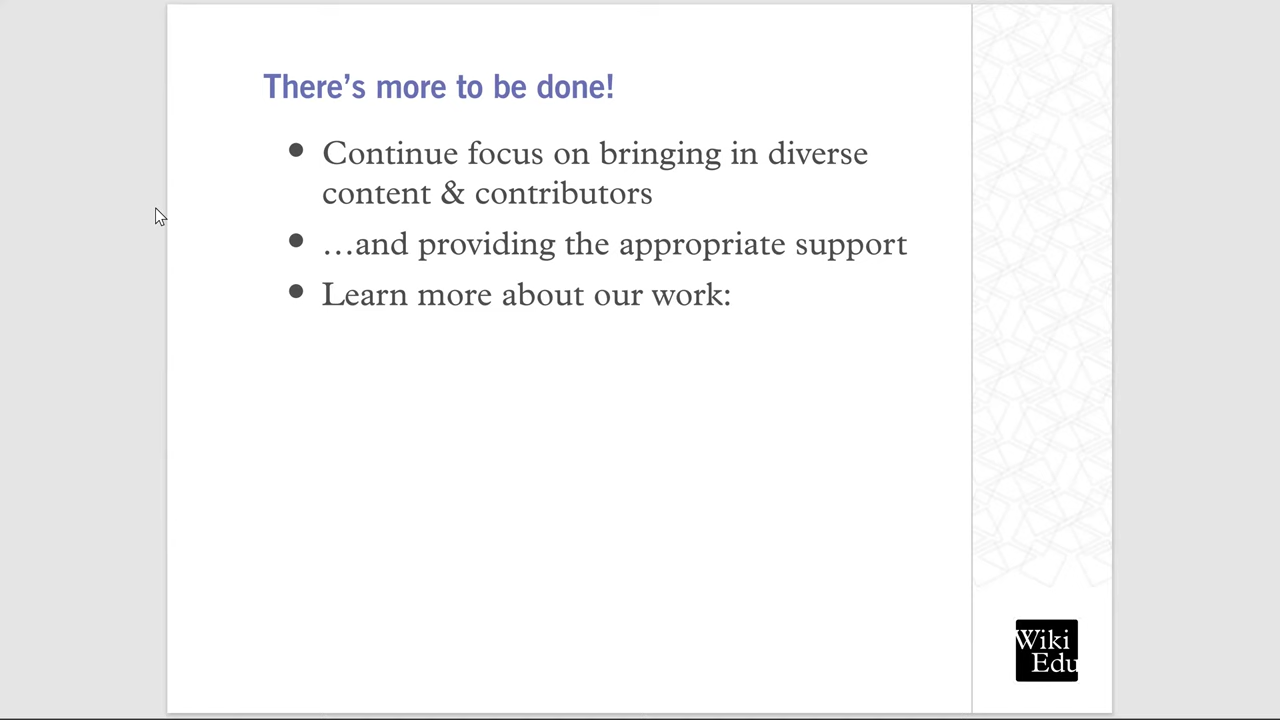 There's more to be done!
Continue focus on bringing in diverse
content & contributors
…and providing the appropriate support
Learn more about our work:
Wiki
Edu